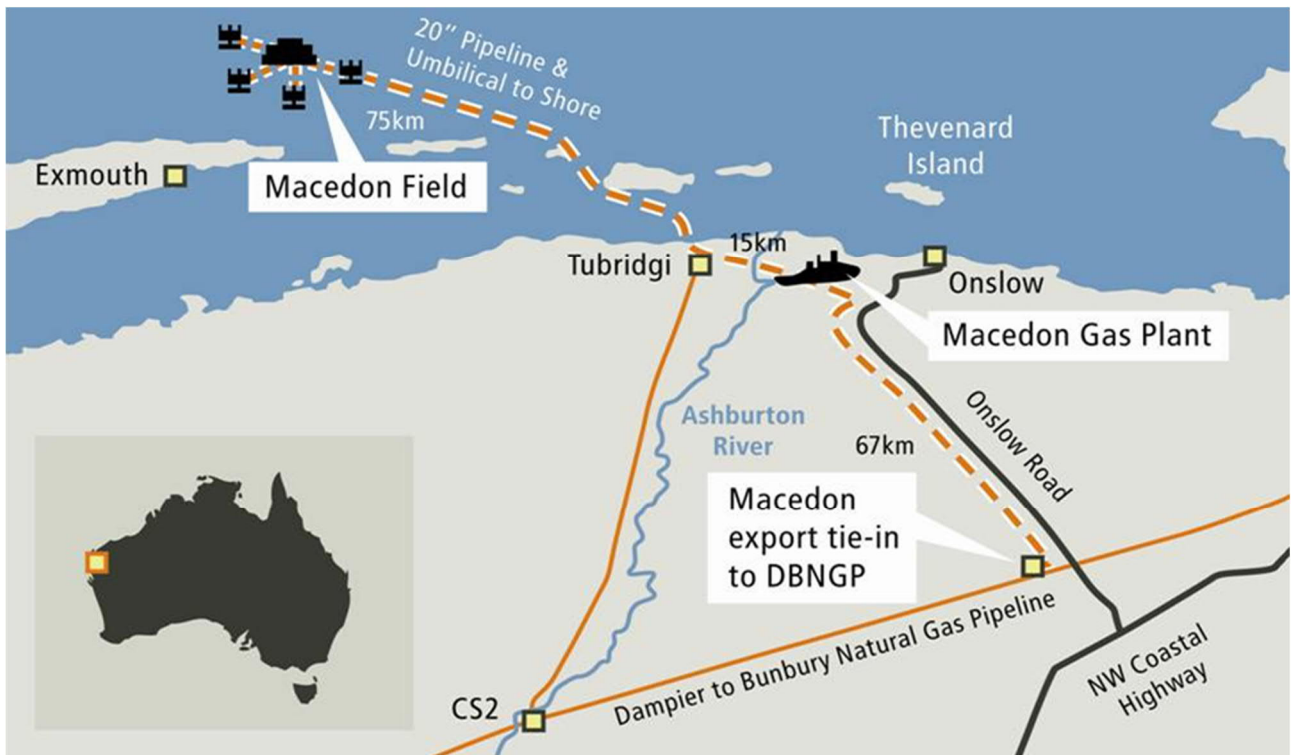 20” Pipeline &
Umbilical to Shore
75km
Thevenard
Island
Exmouth
Macedon Field
15km
Tubridgi
Onslow
Macedon Gas Plant
Ashburton
River
67km
Onslow Road
Macedon
export tie-in
to DBNGP
Dampier to Bunbury Natural Gas Pipeline
NW Coastal
Highway
CS2